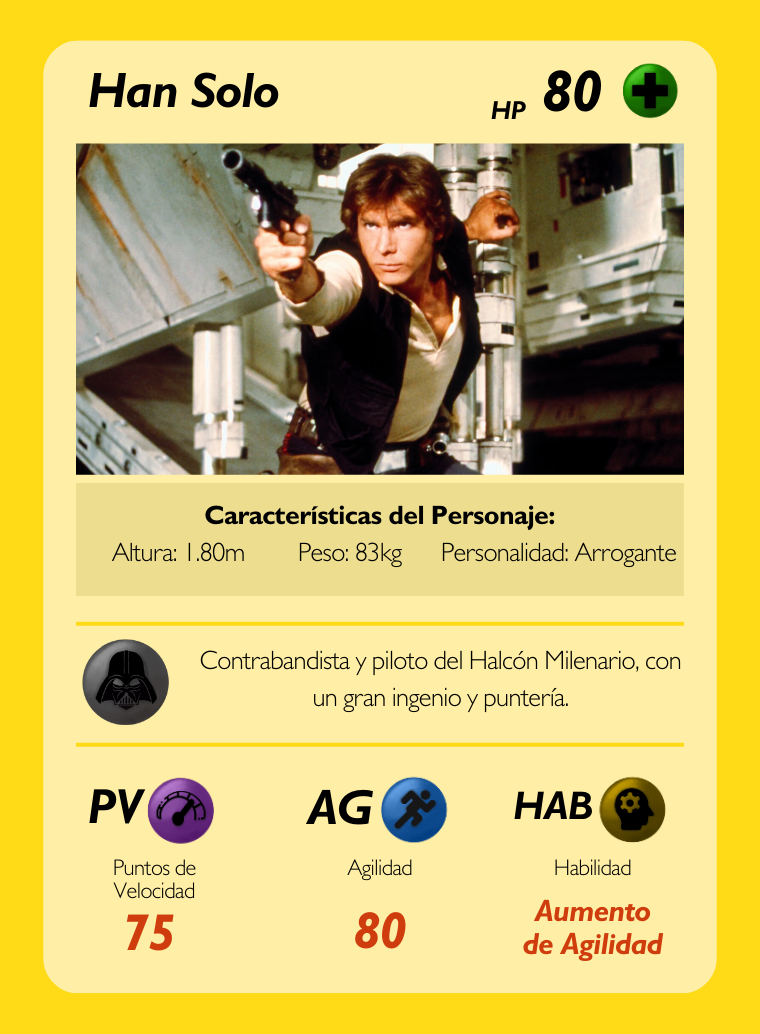 Han Solo
HP 80
Características del Personaje:
Altura: 1.80m Peso: 83kg Personalidad: Arrogante
Contrabandista y piloto del Halcón Milenario, con
un gran ingenio y puntería.
PV AG HAB
Puntos de
Velocidad
75
Agilidad
80
Habilidad
Aumento
de Agilidad